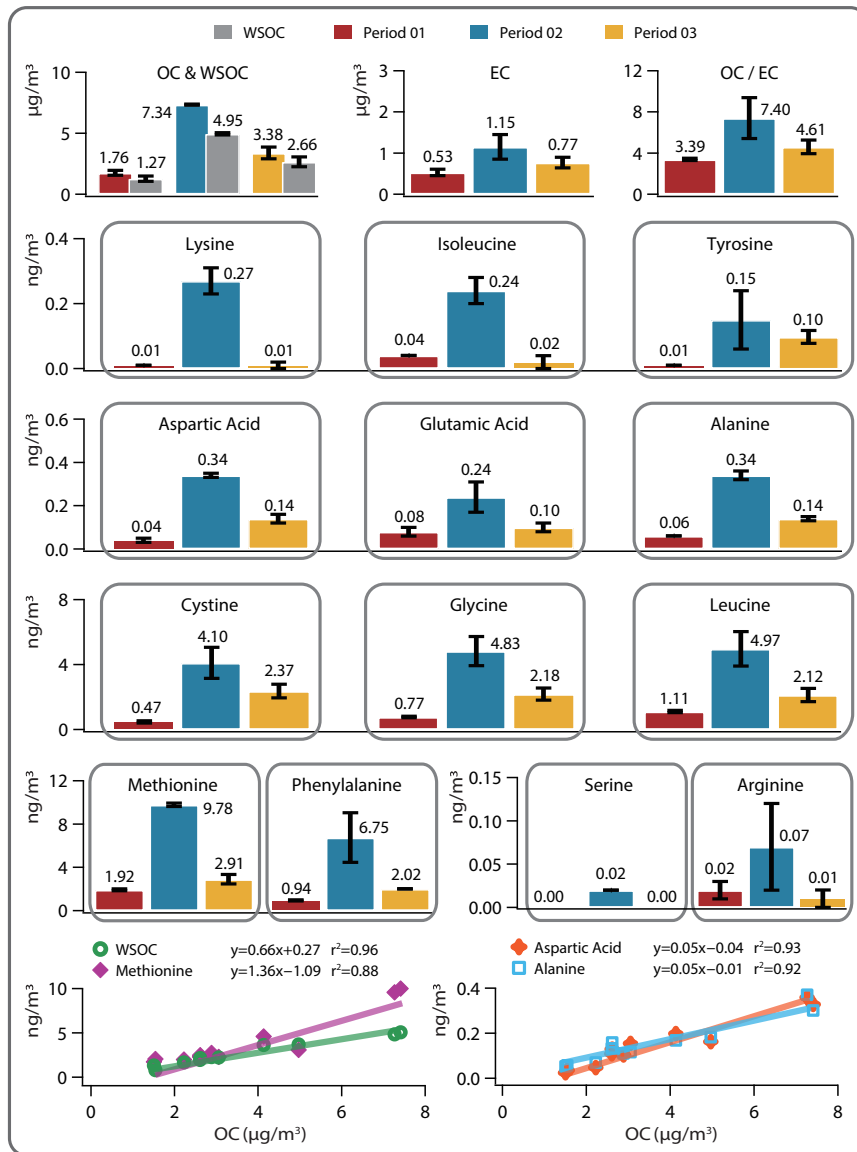 WSOC Period 01 Period 02 Period 03
OC & WSOC EC OC / EC
µg/m³ 10 5 0 1.76 1.27 7.34 4.95 3.38 2.66
µg/m³ 3 2 1 0 0.53 1.15 0.77
12 8 4 0 3.39 7.40 4.61
Lysine Isoleucine Tyrosine
ng/m³ 0.4 0.2 0.0 0.01 0.27 0.01
0.04 0.24 0.02
0.01 0.15 0.10
Aspartic Acid Glutamic Acid Alanine
ng/m³ 0.6 0.4 0.2 0.0 0.04 0.34 0.14
0.08 0.24 0.10
0.06 0.34 0.14
Cystine Glycine Leucine
ng/m³ 8 4 0 0.47 4.10 2.37
0.77 4.83 2.18
1.11 4.97 2.12
Methionine Phenylalanine Serine Arginine
ng/m³ 12 8 4 0 1.92 9.78 2.91
0.94 6.75 2.02
ng/m³ 0.15 0.10 0.05 0.00 0.00 0.02 0.00
0.02 0.07 0.01
WSOC y=0.66x+0.27 r²=0.96
Methionine y=1.36x−1.09 r²=0.88
ng/m³ 10 5 0
0 2 4 6 8
OC (µg/m³)
Aspartic Acid y=0.05x−0.04 r²=0.93
Alanine y=0.05x−0.01 r²=0.92
ng/m³ 0.4 0.2 0.0
0 2 4 6 8
OC (µg/m³)